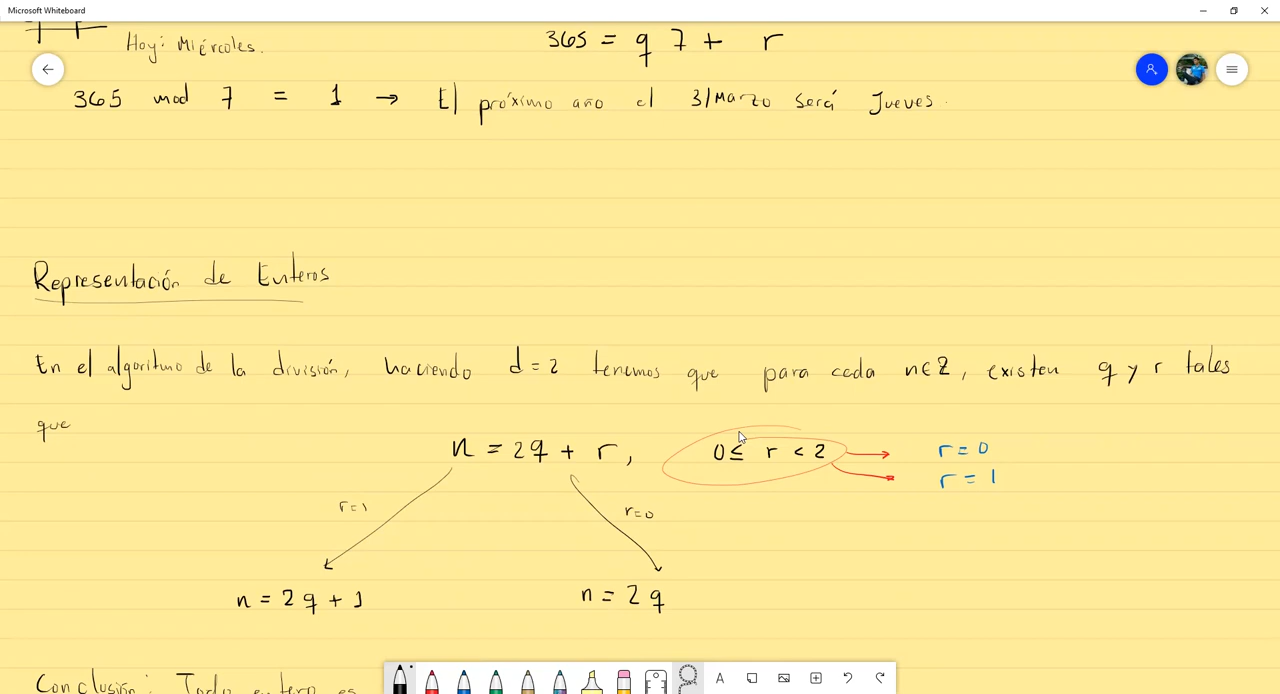 Microsoft Whiteboard
Hoy: Miércoles.
365 = q 7 + r
365 mod 7 = 1 → El próximo año el 3/Marzo será Jueves.
Representación de Enteros
En el algoritmo de la división, haciendo d = 2 tenemos que para cada n∈Z, existen q y r tales
que
n = 2q + r, 0 ≤ r < 2
r = 0
r = 1
r=1
r=0
n = 2q + 1
n = 2q
Conclusión: Todo entero es
A